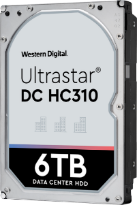 Western Digital
Ultrastar
DC HC310
6TB
DATA CENTER HDD